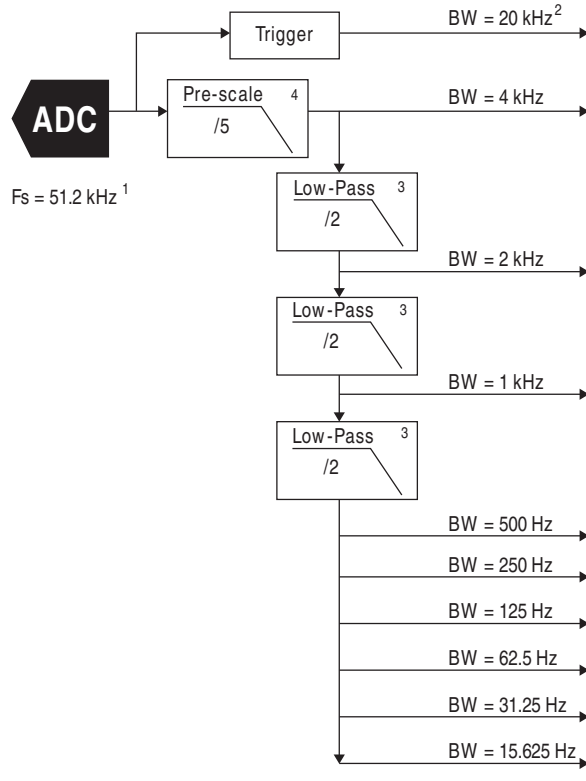 Trigger
BW = 20 kHz2
ADC
Pre-scale 4
/5
BW = 4 kHz
Fs = 51.2 kHz 1
Low-Pass 3
/2
BW = 2 kHz
Low-Pass 3
/2
BW = 1 kHz
Low-Pass 3
/2
BW = 500 Hz
BW = 250 Hz
BW = 125 Hz
BW = 62.5 Hz
BW = 31.25 Hz
BW = 15.625 Hz